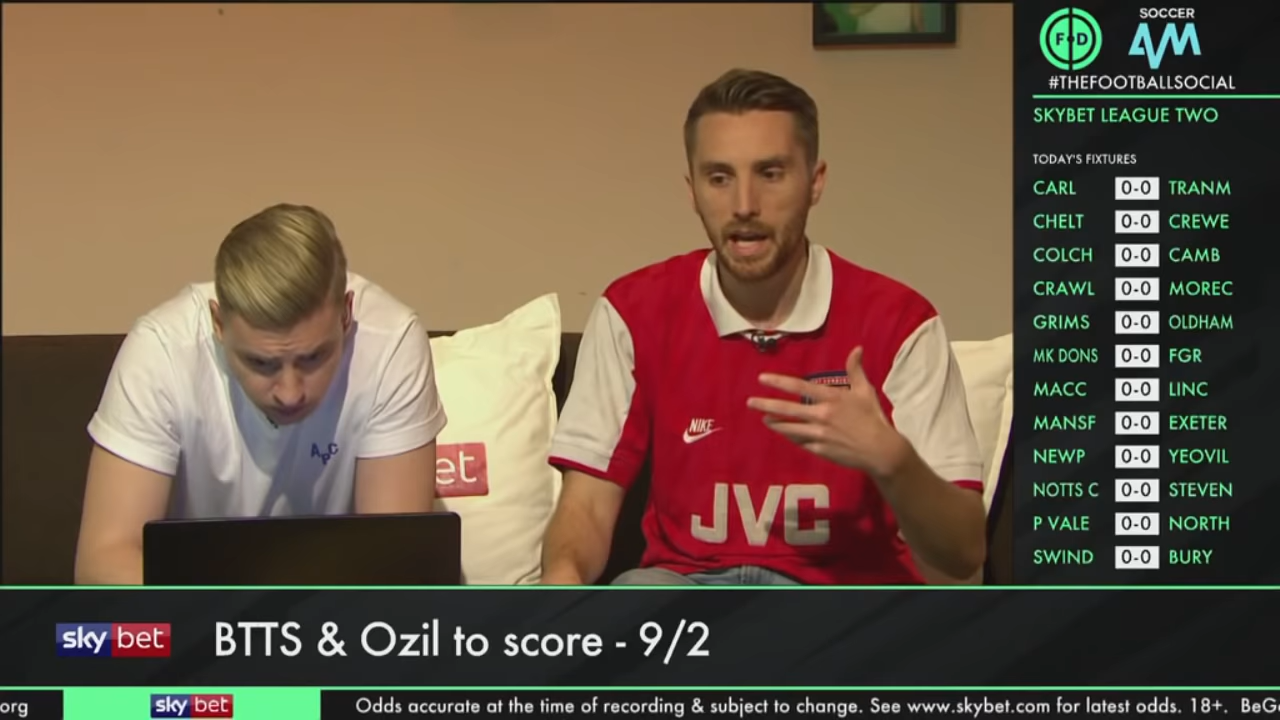 F D
SOCCER
AM
#THEFOOTBALLSOCIAL
SKYBET LEAGUE TWO
TODAY'S FIXTURES
CARL 0-0 TRANM
CHELT 0-0 CREWE
COLCH 0-0 CAMB
CRAWL 0-0 MOREC
GRIMS 0-0 OLDHAM
MK DONS 0-0 FGR
MACC 0-0 LINC
MANSF 0-0 EXETER
NEWP 0-0 YEOVIL
NOTTS C 0-0 STEVEN
P VALE 0-0 NORTH
SWIND 0-0 BURY
APC
et
NIKE
JVC
sky bet BTTS & Ozil to score - 9/2
org sky bet Odds accurate at the time of recording & subject to change. See www.skybet.com for latest odds. 18+. BeG